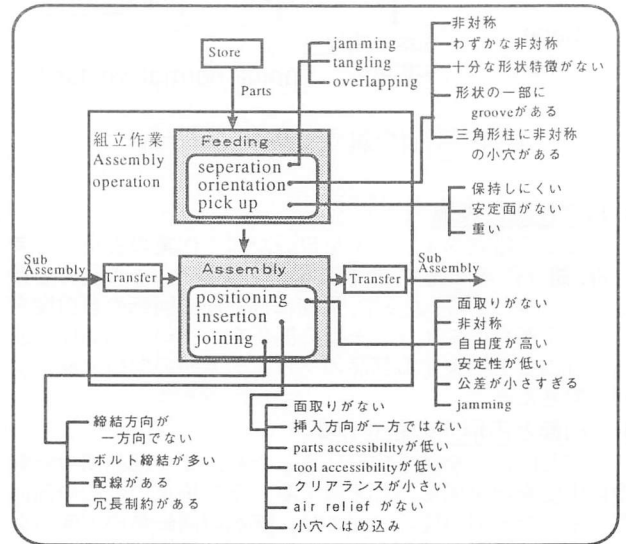 Store
Parts
jamming
tangling
overlapping
非対称
わずかな非対称
十分な形状特徴がない
形状の一部に
grooveがある
三角形柱に非対称
の小穴がある
組立作業
Assembly
operation
Feeding
seperation
orientation
pick up
保持しにくい
安定面がない
重い
Sub
Assembly
Transfer
Assembly
Transfer
Sub
Assembly
positioning
insertion
joining
面取りがない
非対称
自由度が高い
安定性が低い
公差が小さすぎる
jamming
締結方向が
一方向でない
ボルト締結が多い
配線がある
冗長制約がある
面取りがない
挿入方向が一方ではない
parts accessibilityが低い
tool accessibilityが低い
クリアランスが小さい
air relief がない
小穴へはめ込み